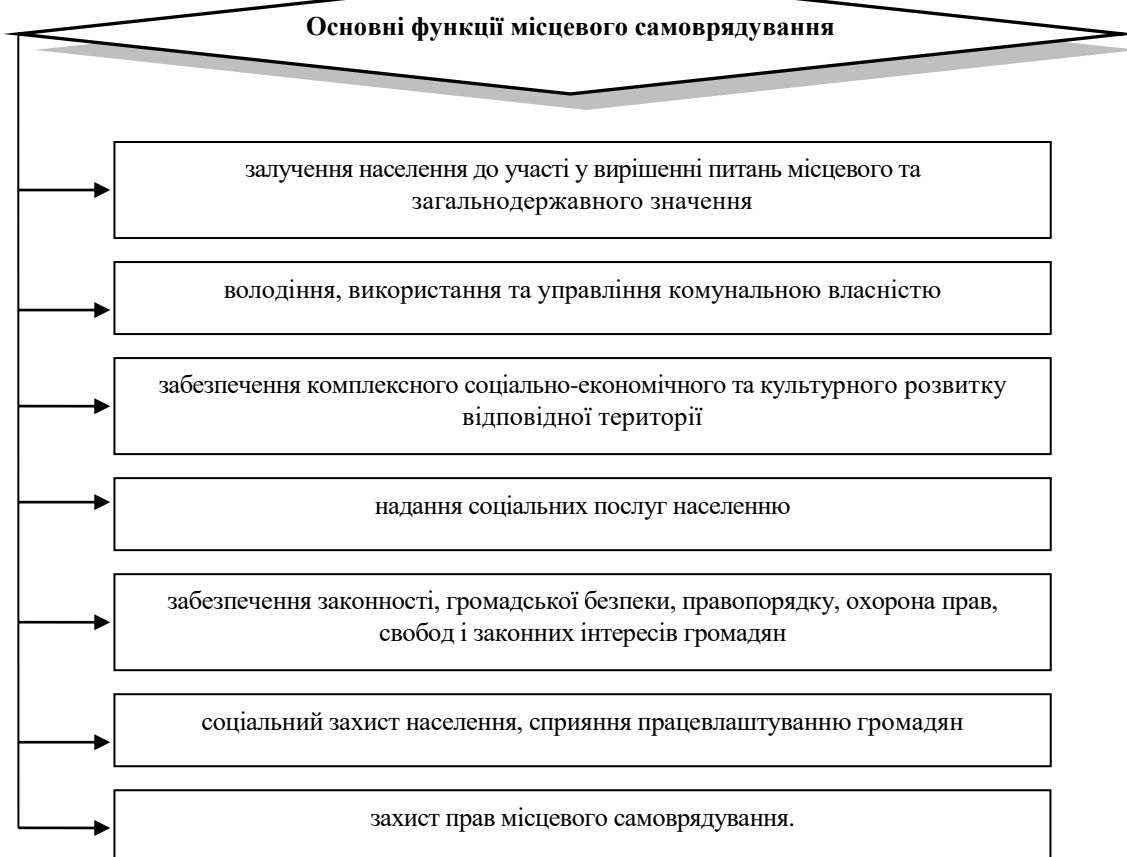 Основні функції місцевого самоврядування
залучення населення до участі у вирішенні питань місцевого та
загальнодержавного значення
володіння, використання та управління комунальною власністю
забезпечення комплексного соціально-економічного та культурного розвитку
відповідної території
надання соціальних послуг населенню
забезпечення законності, громадської безпеки, правопорядку, охорона прав,
свобод і законних інтересів громадян
соціальний захист населення, сприяння працевлаштуванню громадян
захист прав місцевого самоврядування.